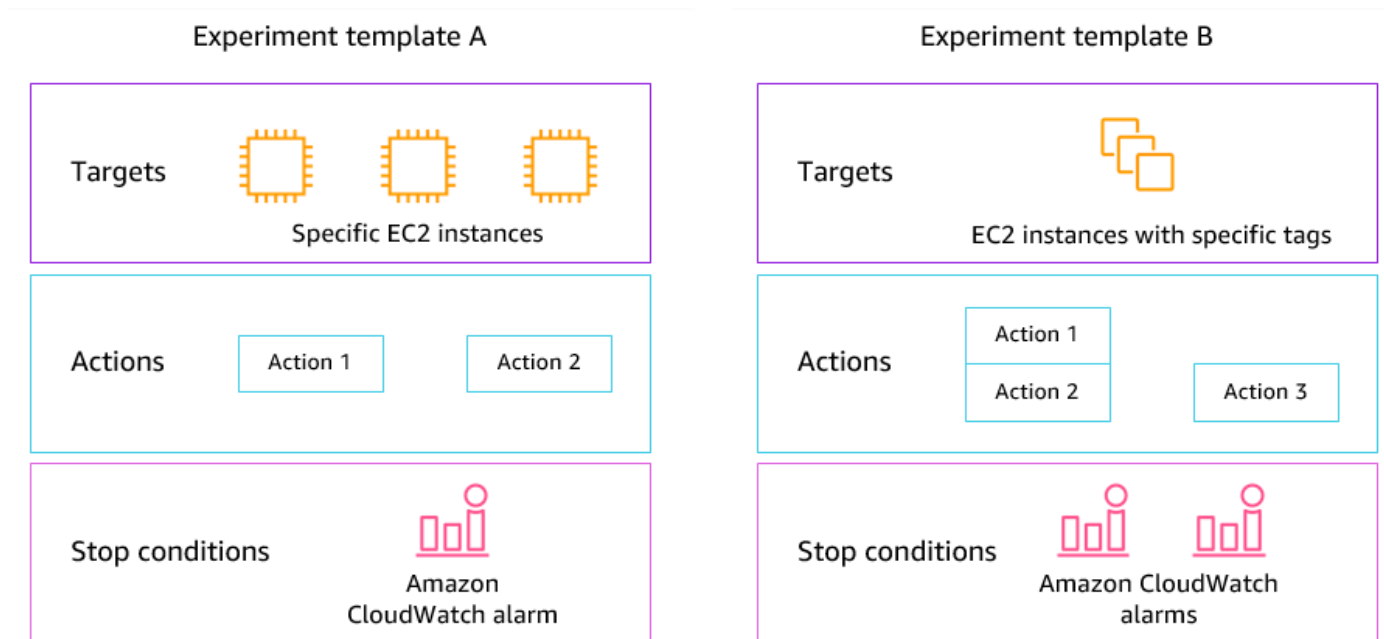 Experiment template A
Targets
Specific EC2 instances
Actions
Action 1
Action 2
Stop conditions
Amazon
CloudWatch alarm
Experiment template B
Targets
EC2 instances with specific tags
Actions
Action 1
Action 2
Action 3
Stop conditions
Amazon CloudWatch
alarms